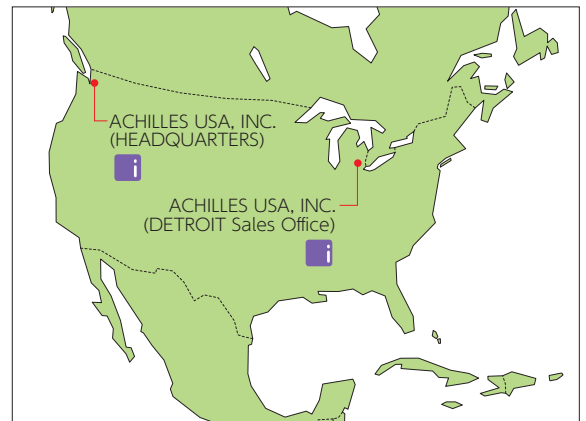 ACHILLES USA, INC.
(HEADQUARTERS)
i
ACHILLES USA, INC.
(DETROIT Sales Office)
i